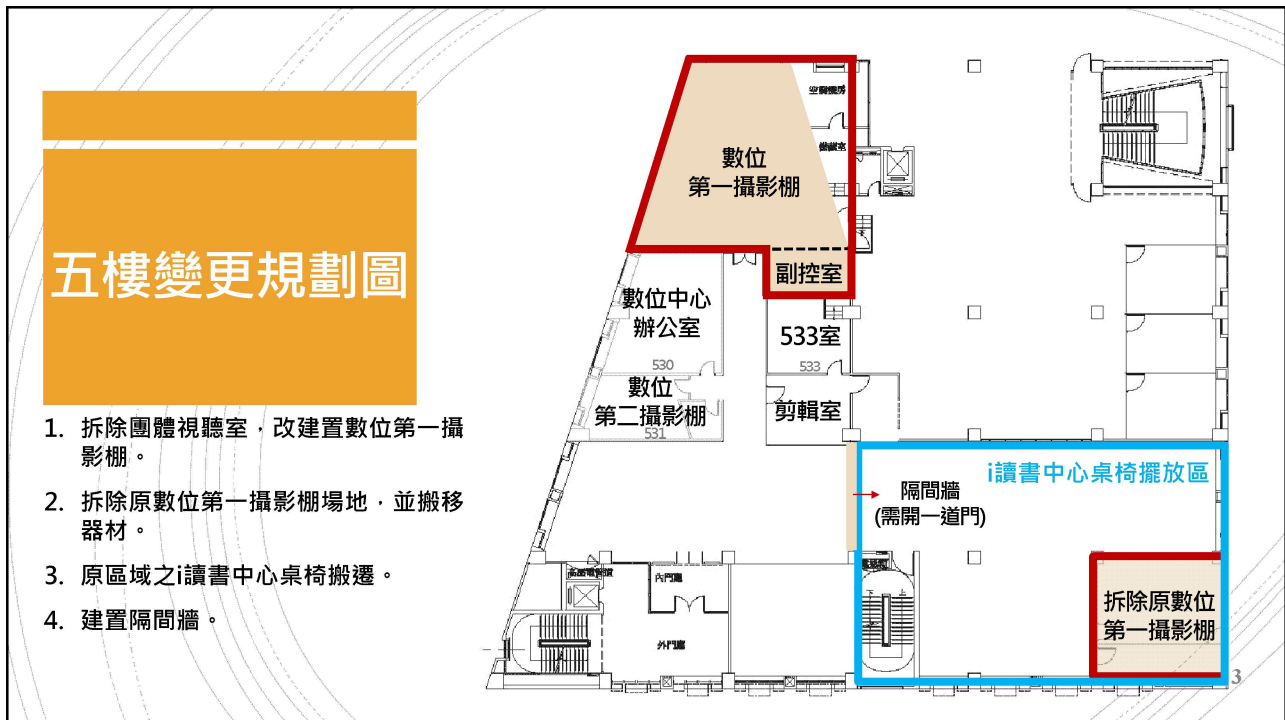 五樓變更規劃圖
1. 拆除團體視聽室，改建置數位第一攝
影棚。
2. 拆除原數位第一攝影棚場地，並搬移
器材。
3. 原區域之i讀書中心桌椅搬遷。
4. 建置隔間牆。
空調機房
數位
第一攝影棚
副控室
數位中心
辦公室
530
533室
533
數位
第二攝影棚
531
剪輯室
i讀書中心桌椅擺放區
隔間牆
(需開一道門)
內門廳
下 上
拆除原數位
第一攝影棚
外門廳
3